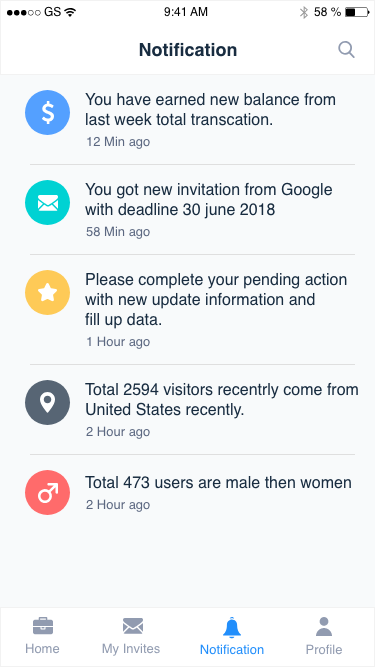 GS 9:41 AM 58 %
Notification
You have earned new balance from
last week total transcation.
12 Min ago
You got new invitation from Google
with deadline 30 june 2018
58 Min ago
Please complete your pending action
with new update information and
fill up data.
1 Hour ago
Total 2594 visitors recentrly come from
United States recently.
2 Hour ago
Total 473 users are male then women
2 Hour ago
Home My Invites Notification Profile